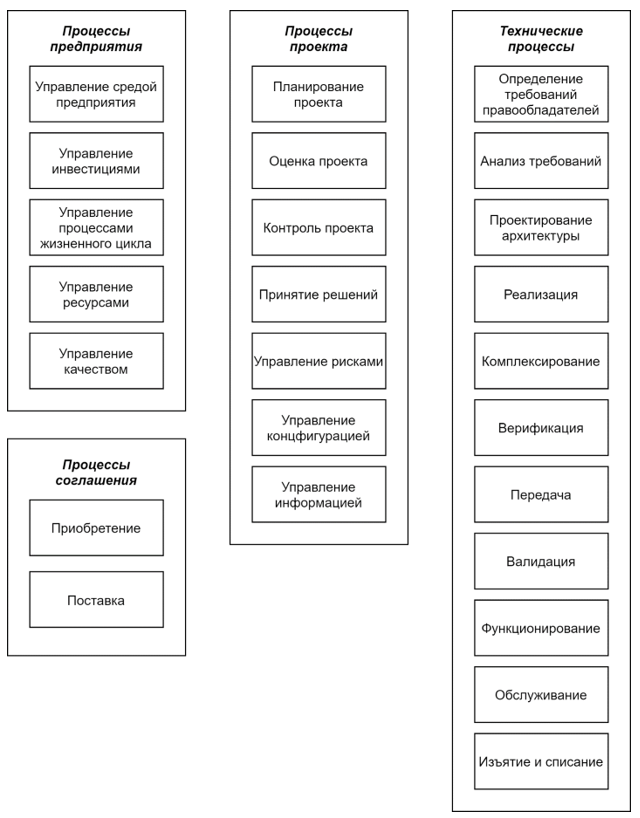 Процессы
предприятия
Управление средой
предприятия
Управление
инвестициями
Управление
процессами
жизненного цикла
Управление
ресурсами
Управление
качеством
Процессы
соглашения
Приобретение
Поставка
Процессы
проекта
Планирование
проекта
Оценка проекта
Контроль проекта
Принятие решений
Управление рисками
Управление
концфигурацией
Управление
информацией
Технические
процессы
Определение
требований
правообладателей
Анализ требований
Проектирование
архитектуры
Реализация
Комплексирование
Верификация
Передача
Валидация
Функционирование
Обслуживание
Изъятие и списание